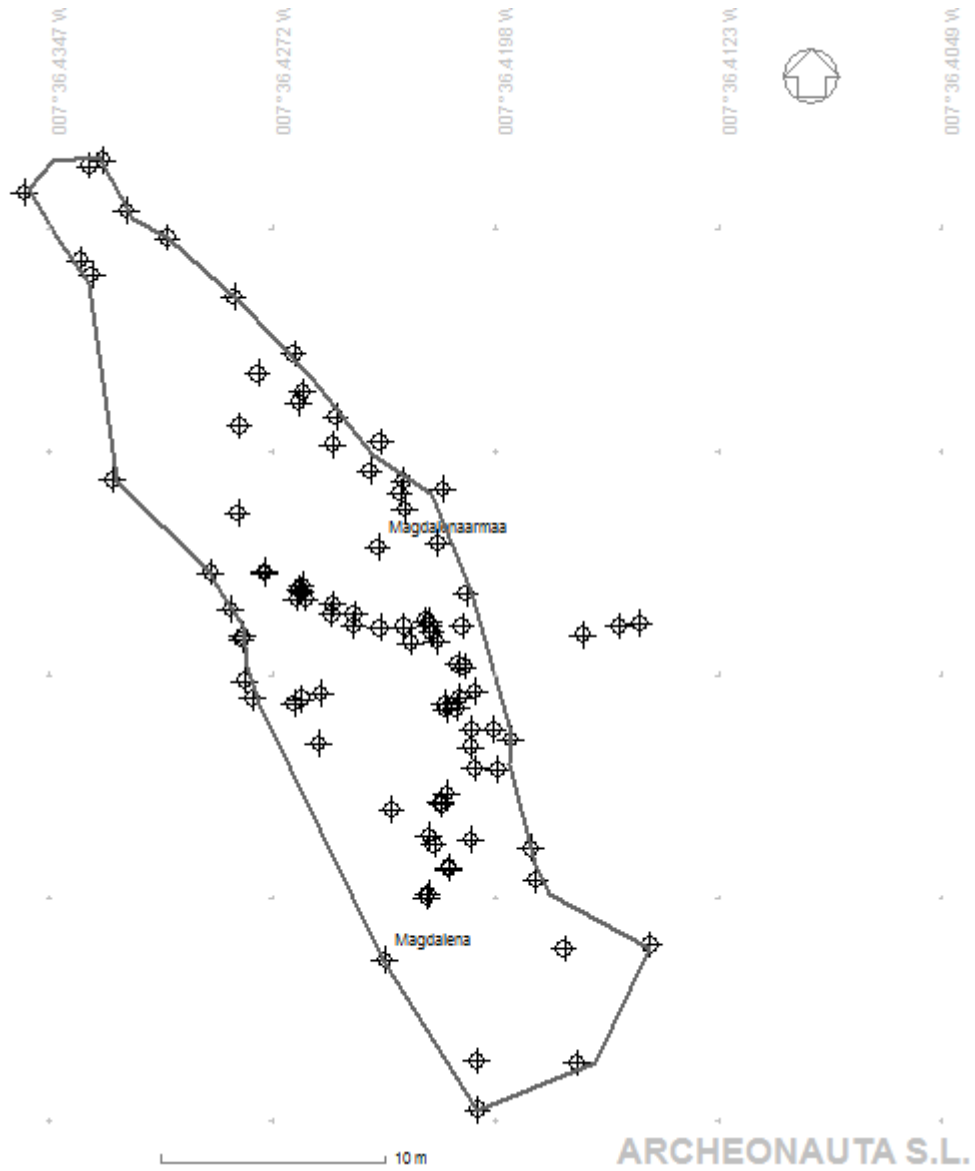 007°36.4347 W
007°36.4272 W
007°36.4198 W
007°36.4123 W
007°36.4049 W
Magdalenaarmaa
Magdalena
10 m
ARCHEONAUTA S.L.